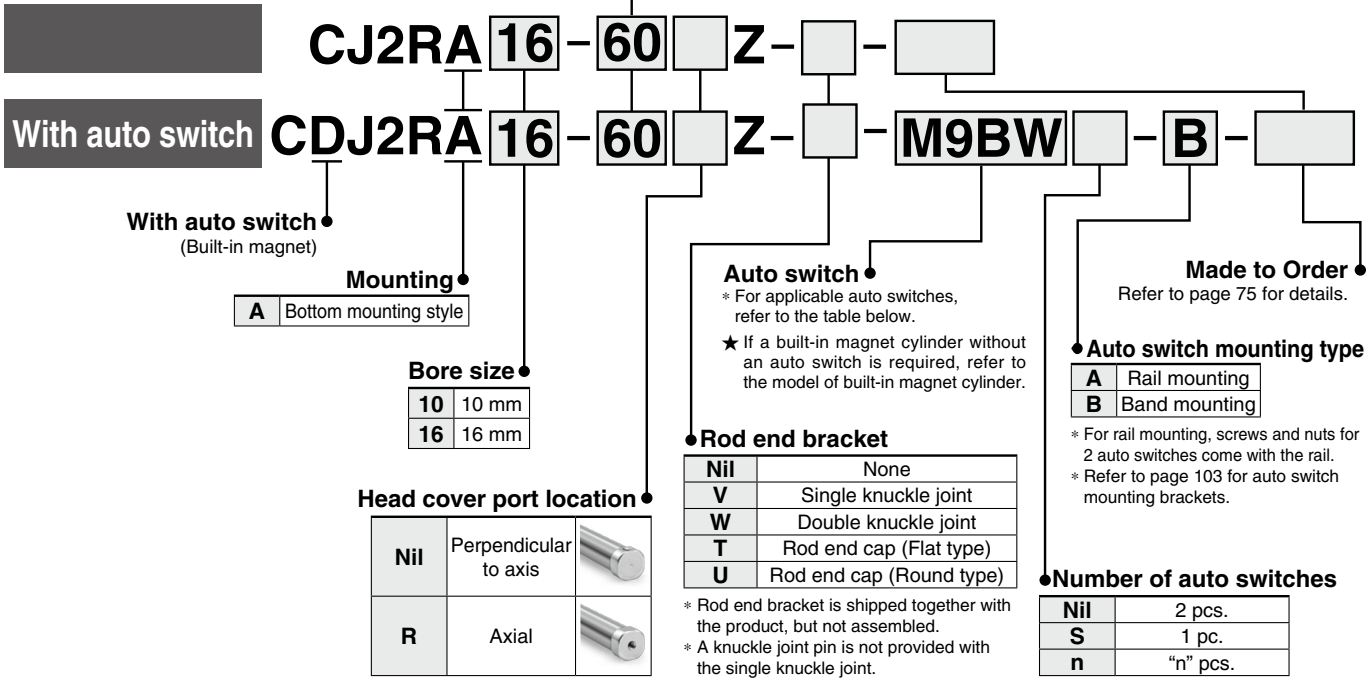 CJ2RA 16 - 60 Z- -
With auto switch CDJ2RA 16 - 60 Z- - M9BW - B -
With auto switch
(Built-in magnet)
Mounting
A Bottom mounting style
Bore size
10 10 mm
16 16 mm
Head cover port location
Nil Perpendicular
to axis
R Axial
Auto switch
* For applicable auto switches,
refer to the table below.
★ If a built-in magnet cylinder without
an auto switch is required, refer to
the model of built-in magnet cylinder.
Rod end bracket
Nil None
V Single knuckle joint
W Double knuckle joint
T Rod end cap (Flat type)
U Rod end cap (Round type)
* Rod end bracket is shipped together with
the product, but not assembled.
* A knuckle joint pin is not provided with
the single knuckle joint.
Made to Order
Refer to page 75 for details.
Auto switch mounting type
A Rail mounting
B Band mounting
* For rail mounting, screws and nuts for
2 auto switches come with the rail.
* Refer to page 103 for auto switch
mounting brackets.
Number of auto switches
Nil 2 pcs.
S 1 pc.
n “n” pcs.